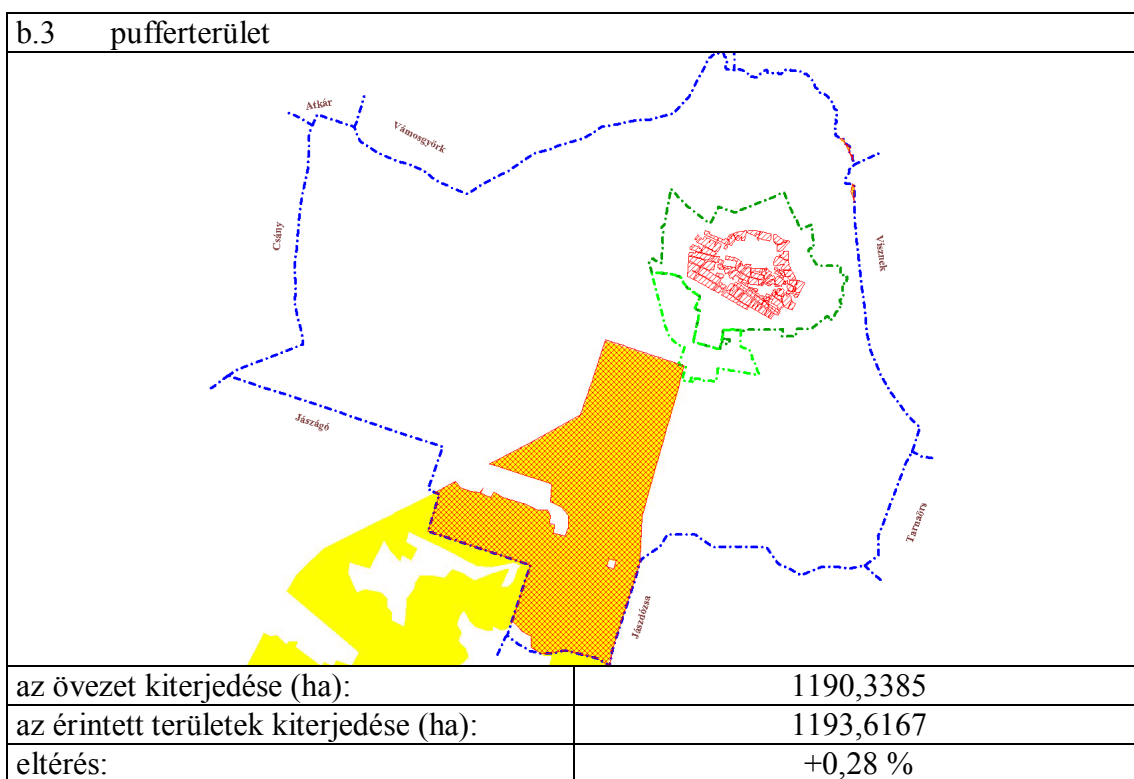 b.3 pufferterület
Atkár
Vámosgyörk
Csány
Visznek
Jászágó
Tarnaörs
Jászdózsa
az övezet kiterjedése (ha): 1190,3385
az érintett területek kiterjedése (ha): 1193,6167
eltérés: +0,28 %